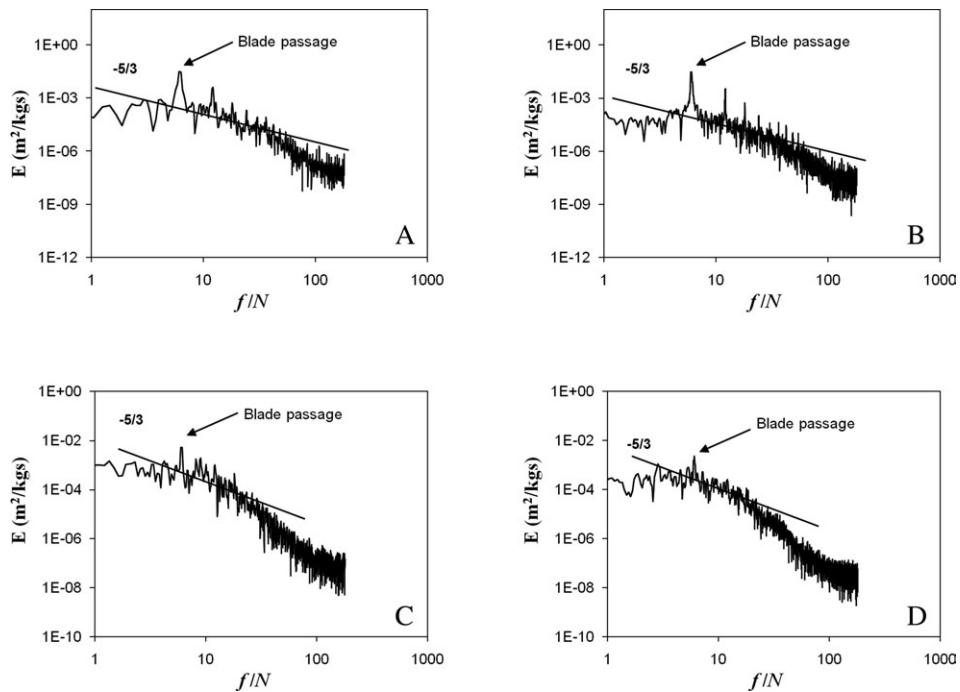 1E+00
1E-03
1E-06
1E-09
1E-12
E (m²/kgs)
-5/3
Blade passage
A
1 10 100 1000
f/N
1E+00
1E-03
1E-06
1E-09
1E-12
E (m²/kgs)
-5/3
Blade passage
B
1 10 100 1000
f/N
1E+00
1E-02
1E-04
1E-06
1E-08
1E-10
E (m²/kgs)
-5/3
Blade passage
C
1 10 100 1000
f/N
1E+00
1E-02
1E-04
1E-06
1E-08
1E-10
E (m²/kgs)
-5/3
Blade passage
D
1 10 100 1000
f/N